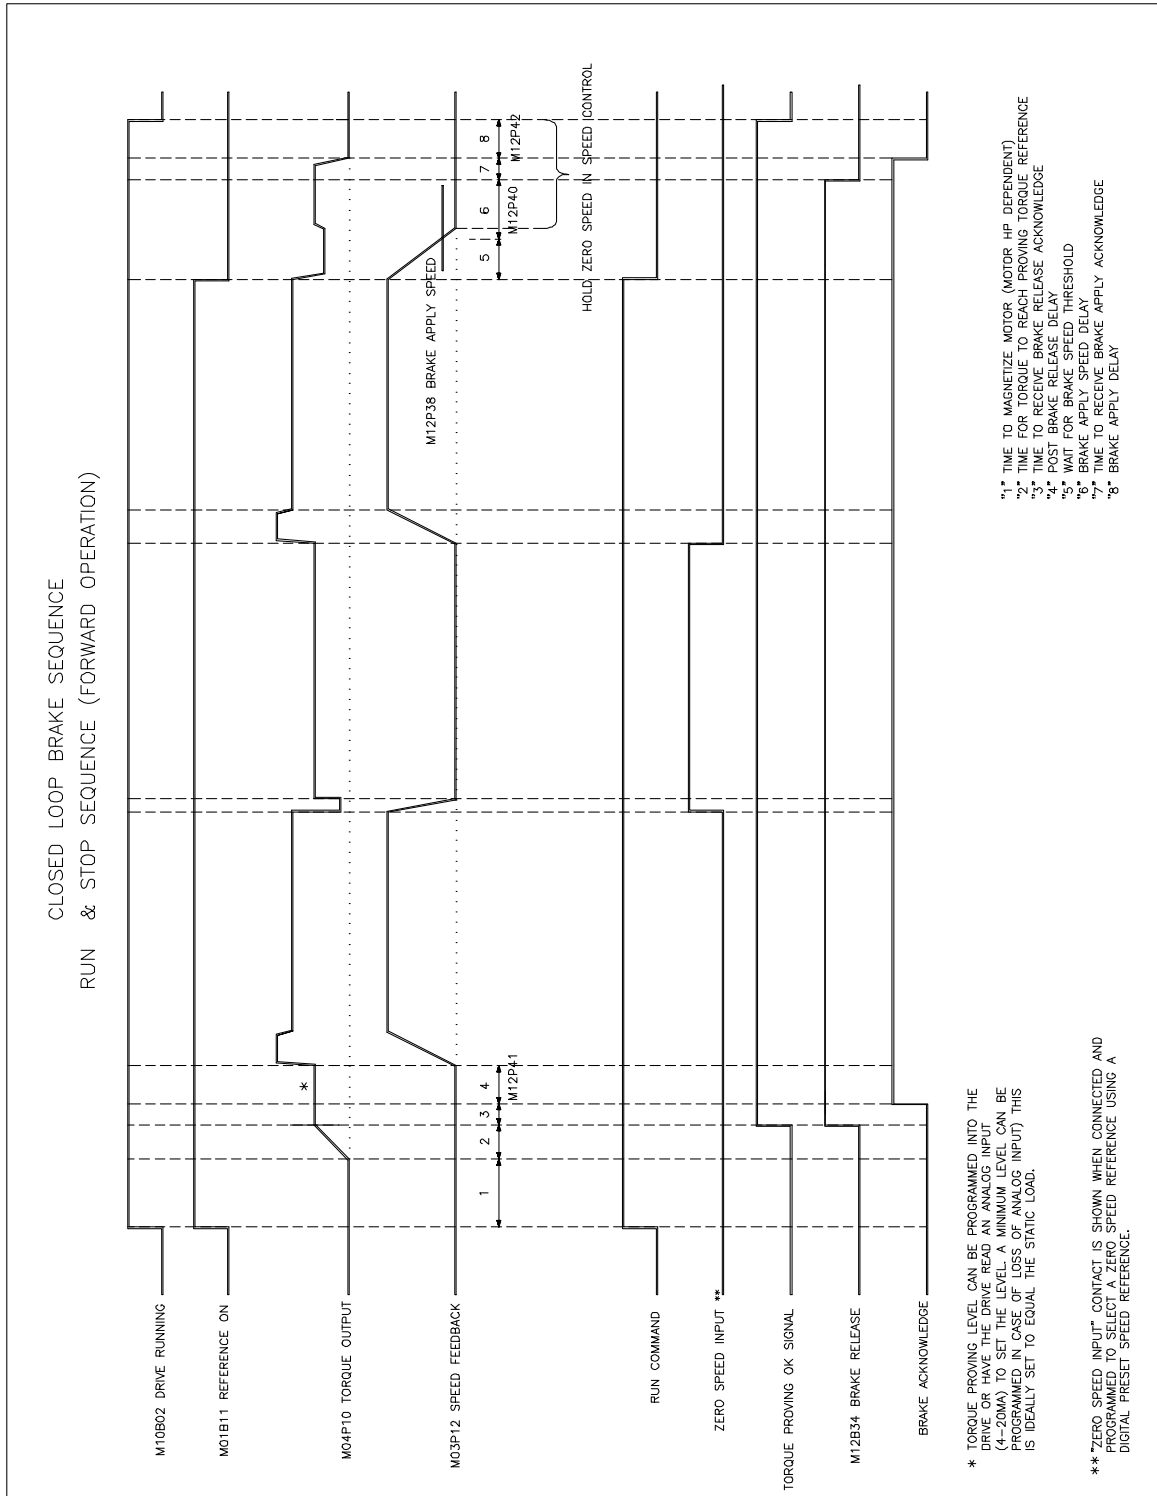 CLOSED LOOP BRAKE SEQUENCE
RUN & STOP SEQUENCE (FORWARD OPERATION)
M10B02 DRIVE RUNNING
M01B11 REFERENCE ON
M04P10 TORQUE OUTPUT
*
M03P12 SPEED FEEDBACK
M12P38 BRAKE APPLY SPEED
1
2
3
4
5
6
7
8
M12P41
M12P40
M12P42
HOLD ZERO SPEED IN SPEED CONTROL
RUN COMMAND
ZERO SPEED INPUT **
TORQUE PROVING OK SIGNAL
M12B34 BRAKE RELEASE
BRAKE ACKNOWLEDGE
* TORQUE PROVING LEVEL CAN BE PROGRAMMED INTO THE
DRIVE OR HAVE THE DRIVE READ AN ANALOG INPUT
(4-20MA) TO SET THE LEVEL. A MINIMUM LEVEL CAN BE
PROGRAMMED IN CASE OF LOSS OF ANALOG INPUT) THIS
IS IDEALLY SET TO EQUAL THE STATIC LOAD.
** "ZERO SPEED INPUT" CONTACT IS SHOWN WHEN CONNECTED AND
PROGRAMMED TO SELECT A ZERO SPEED REFERENCE USING A
DIGITAL PRESET SPEED REFERENCE.
"1" TIME TO MAGNETIZE MOTOR (MOTOR HP DEPENDENT)
"2" TIME FOR TORQUE TO REACH PROVING TORQUE REFERENCE
"3" TIME TO RECEIVE BRAKE RELEASE ACKNOWLEDGE
"4" POST BRAKE RELEASE DELAY
"5" WAIT FOR BRAKE SPEED THRESHOLD
"6" BRAKE APPLY SPEED DELAY
"7" TIME TO RECEIVE BRAKE APPLY ACKNOWLEDGE
"8" BRAKE APPLY DELAY